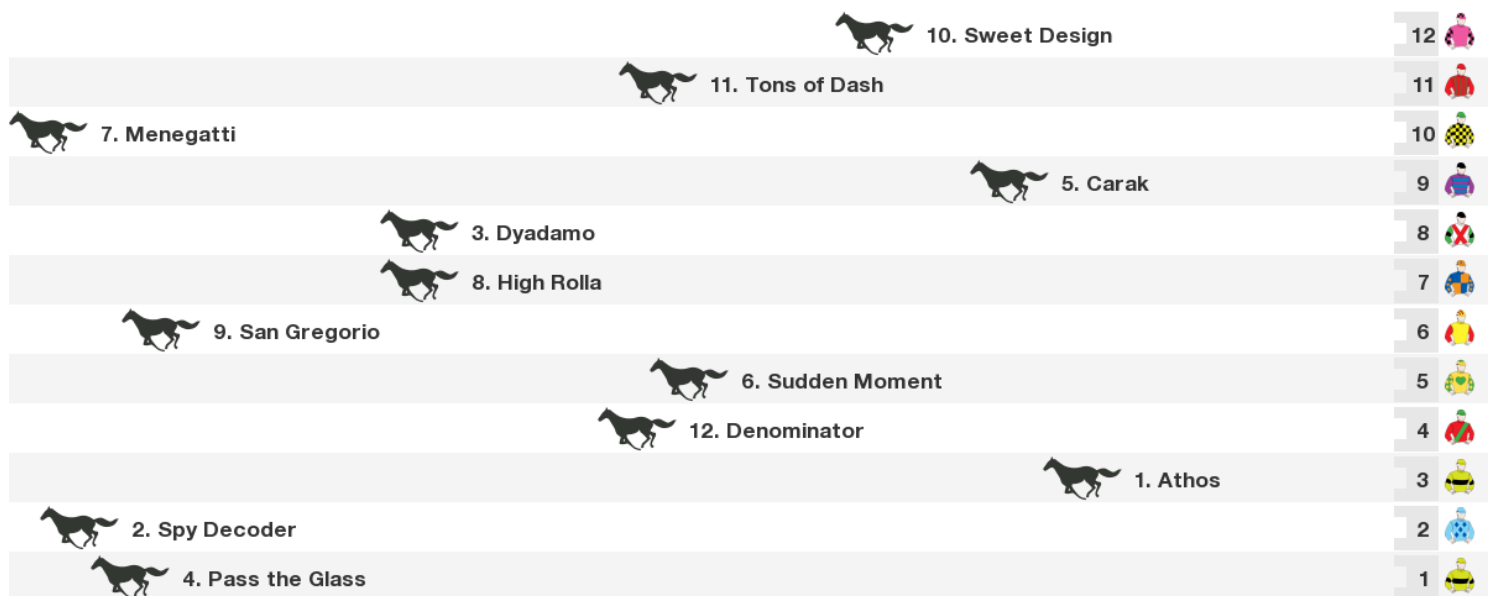 10. Sweet Design 12
11. Tons of Dash 11
7. Menegatti 10
5. Carak 9
3. Dyadamo 8
8. High Rolla 7
9. San Gregorio 6
6. Sudden Moment 5
12. Denominator 4
1. Athos 3
2. Spy Decoder 2
4. Pass the Glass 1